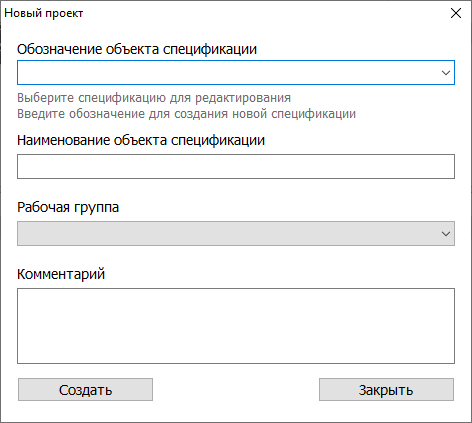 Новый проект
Обозначение объекта спецификации
Выберите спецификацию для редактирования
Введите обозначение для создания новой спецификации
Наименование объекта спецификации
Рабочая группа
Комментарий
Создать
Закрыть